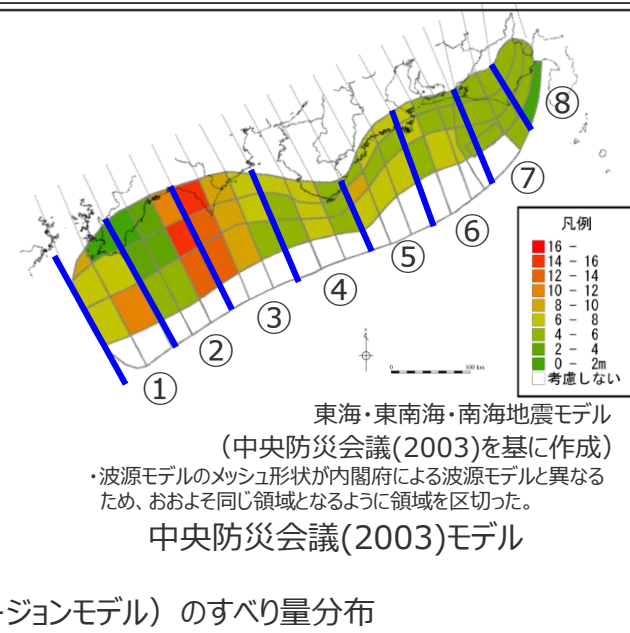 ⑧
⑦
⑥
⑤
④
③
②
①
凡例
16 -
14 - 16
12 - 14
10 - 12
8 - 10
6 - 8
4 - 6
2 - 4
0 - 2m
考慮しない
0 100 km
東海・東南海・南海地震モデル
(中央防災会議(2003)を基に作成)
・波源モデルのメッシュ形状が内閣府による波源モデルと異なる
ため、おおよそ同じ領域となるように領域を区切った。
中央防災会議(2003)モデル
ージョンモデル)のすべり量分布